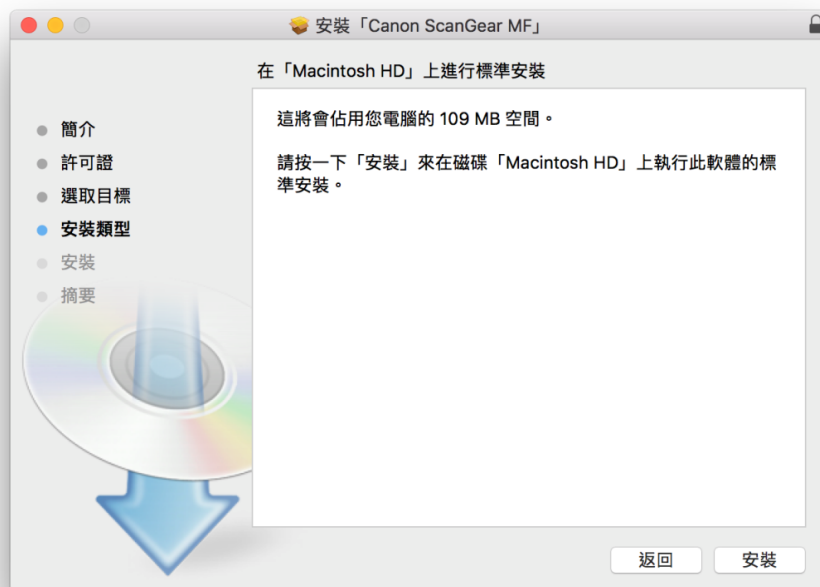 安裝「Canon ScanGear MF」
在「Macintosh HD」上進行標準安裝
簡介
許可證
選取目標
安裝類型
安裝
摘要
這將會佔用您電腦的 109 MB 空間。
請按一下「安裝」來在磁碟「Macintosh HD」上執行此軟體的標
準安裝。
返回
安裝